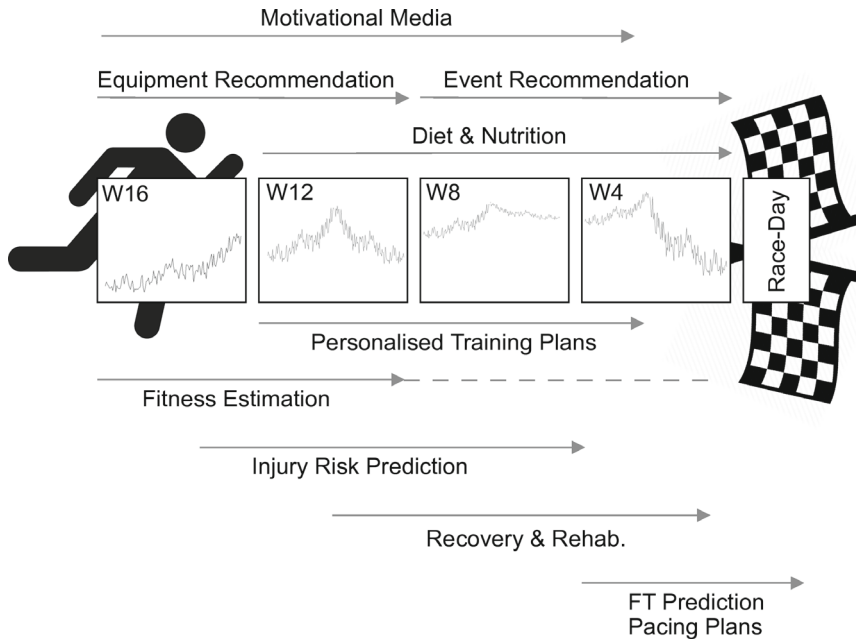 Motivational Media
Equipment Recommendation
Event Recommendation
Diet & Nutrition
W16
W12
W8
W4
Race-Day
Personalised Training Plans
Fitness Estimation
Injury Risk Prediction
Recovery & Rehab.
FT Prediction
Pacing Plans